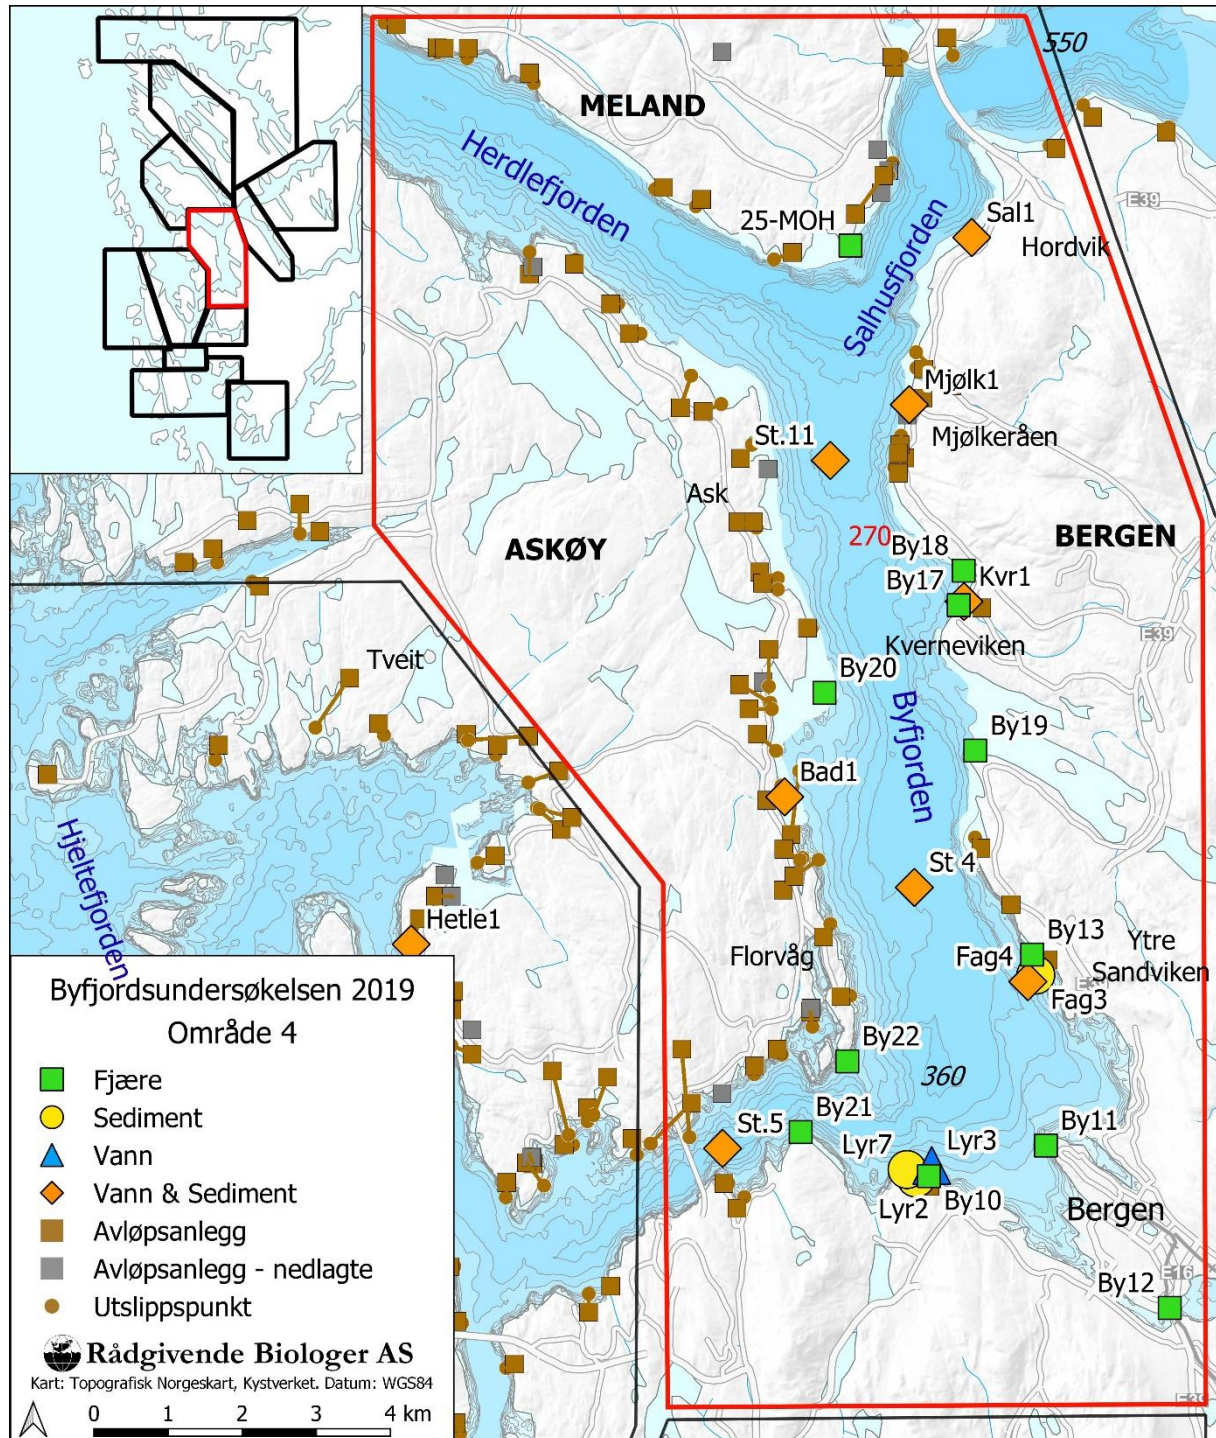 550
MELAND
Herdlefjorden
E39
25-MOH
Sal1
Hordvik
Salhusfjorden
Mjølk1
St.11
Mjølkeråen
Ask
270
BERGEN
ASKØY
By18
By17
Kvr1
E39
Kverneviken
Tveit
By20
By19
Byfjorden
Bad1
Hjeltefjorden
St 4
Hetle1
By13
Ytre
Florvåg
Fag4
Sandviken
E39
Fag3
By22
360
By21
By11
St.5
Lyr7
Lyr3
Lyr2
By10
Bergen
E16
By12
E39
Byfjordsundersøkelsen 2019
Område 4
Fjære
Sediment
Vann
Vann & Sediment
Avløpsanlegg
Avløpsanlegg - nedlagte
Utslippspunkt
Rådgivende Biologer AS
Kart: Topografisk Norgeskart, Kystverket. Datum: WGS84
0 1 2 3 4 km